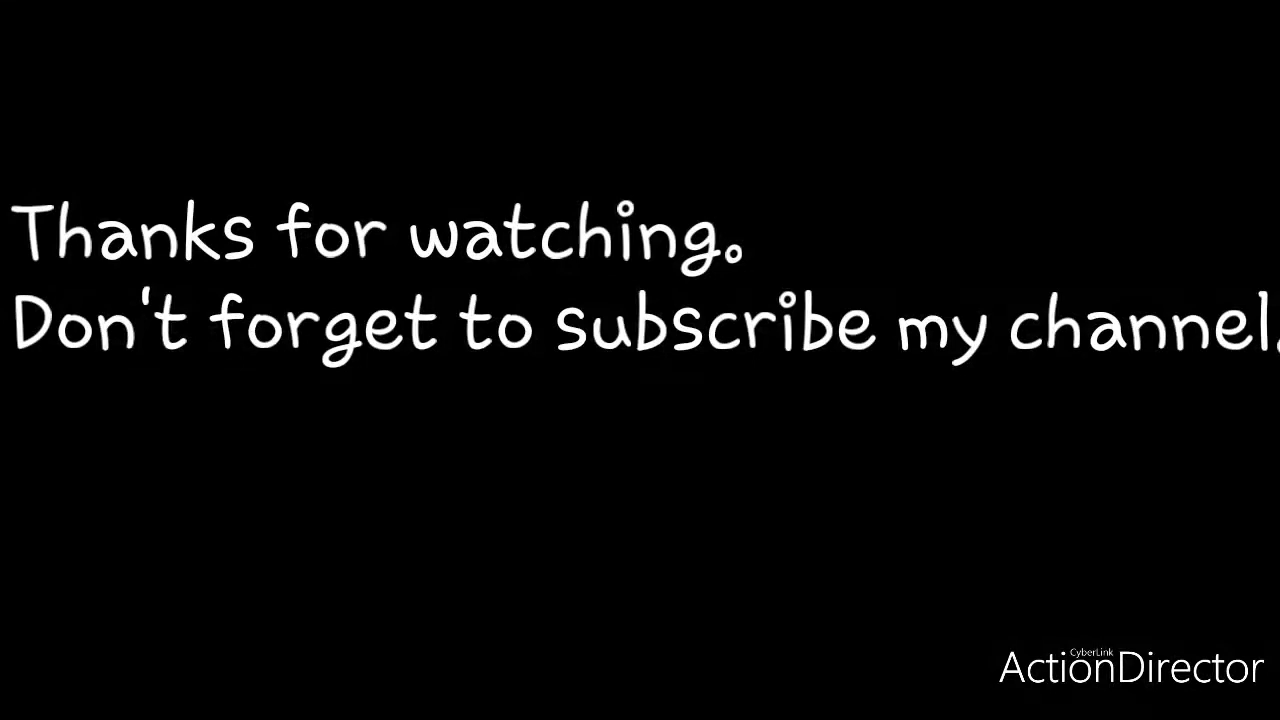 Thanks for watching.
Don't forget to subscribe my channel.
CyberLink
ActionDirector